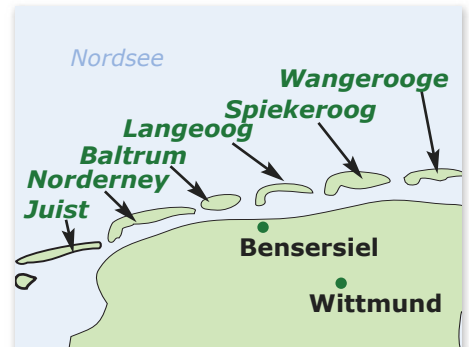 Nordsee
Wangerooge
Spiekeroog
Langeoog
Baltrum
Norderney
Juist
Bensersiel
Wittmund